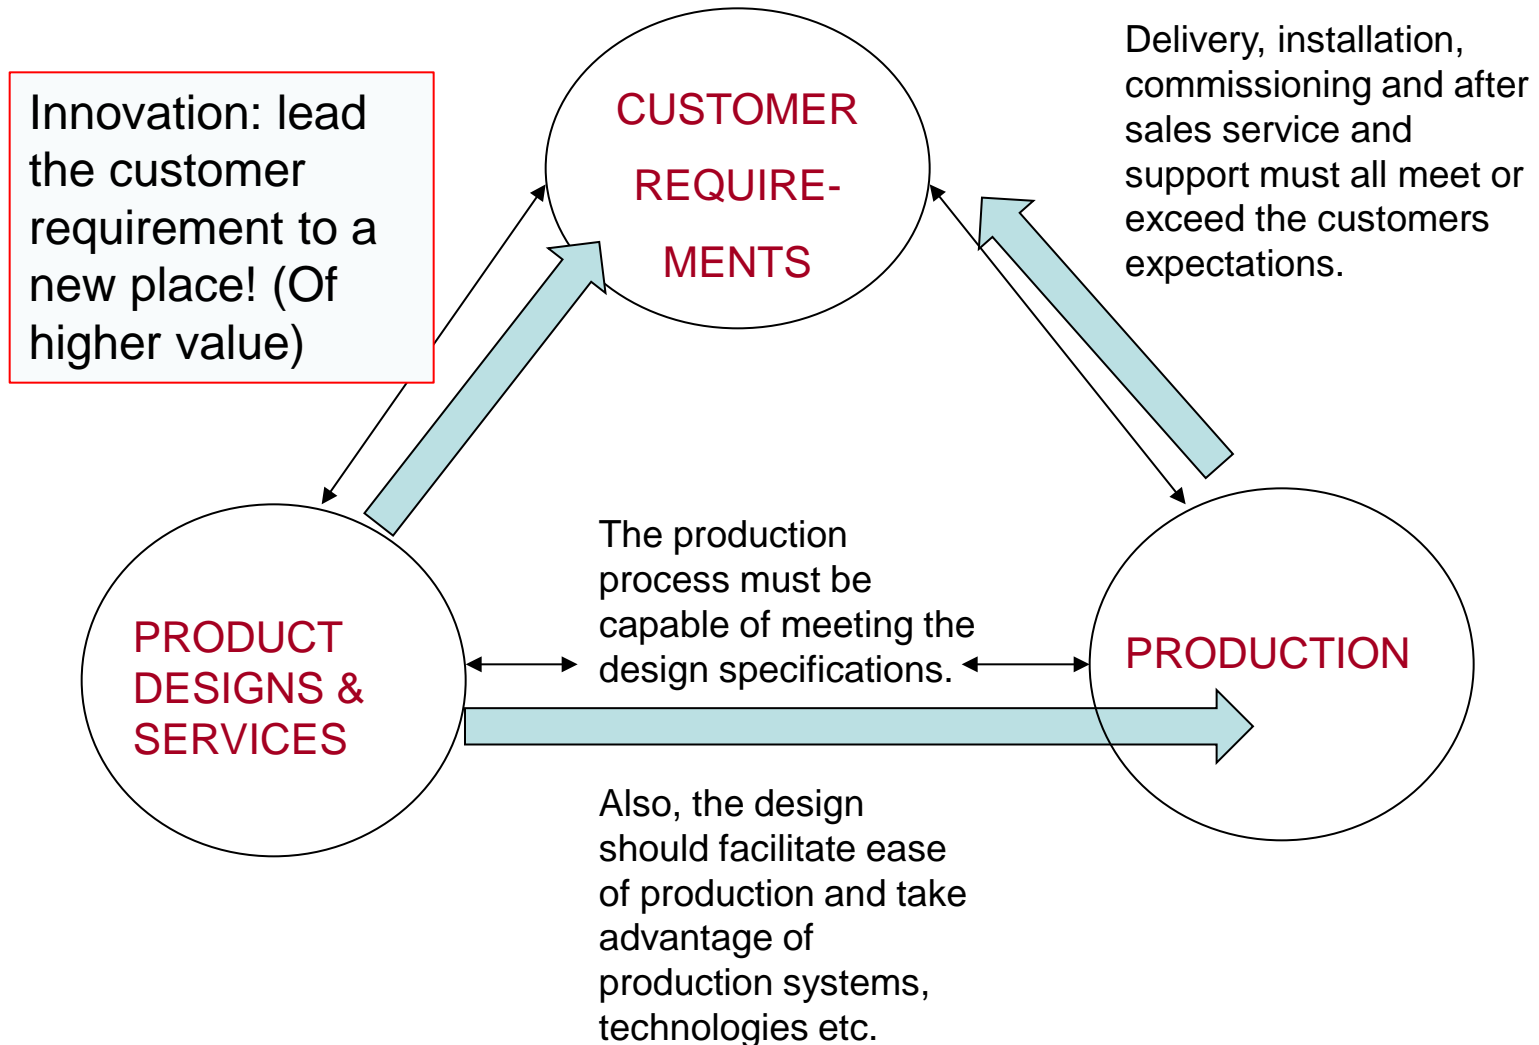 Innovation: lead
the customer
requirement to a
new place! (Of
higher value)
CUSTOMER
REQUIRE-
MENTS
Delivery, installation,
commissioning and after
sales service and
support must all meet or
exceed the customers
expectations.
The production
process must be
capable of meeting the
design specifications.
PRODUCT
DESIGNS &
SERVICES
PRODUCTION
Also, the design
should facilitate ease
of production and take
advantage of
production systems,
technologies etc.